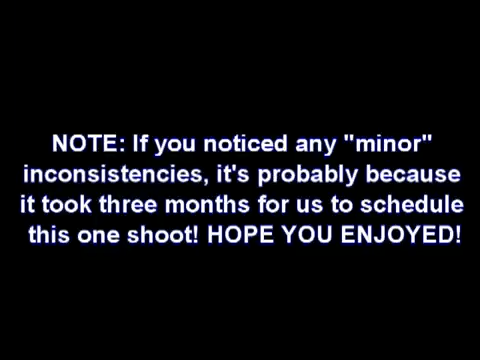 NOTE: If you noticed any "minor"
inconsistencies, it's probably because
it took three months for us to schedule
this one shoot! HOPE YOU ENJOYED!